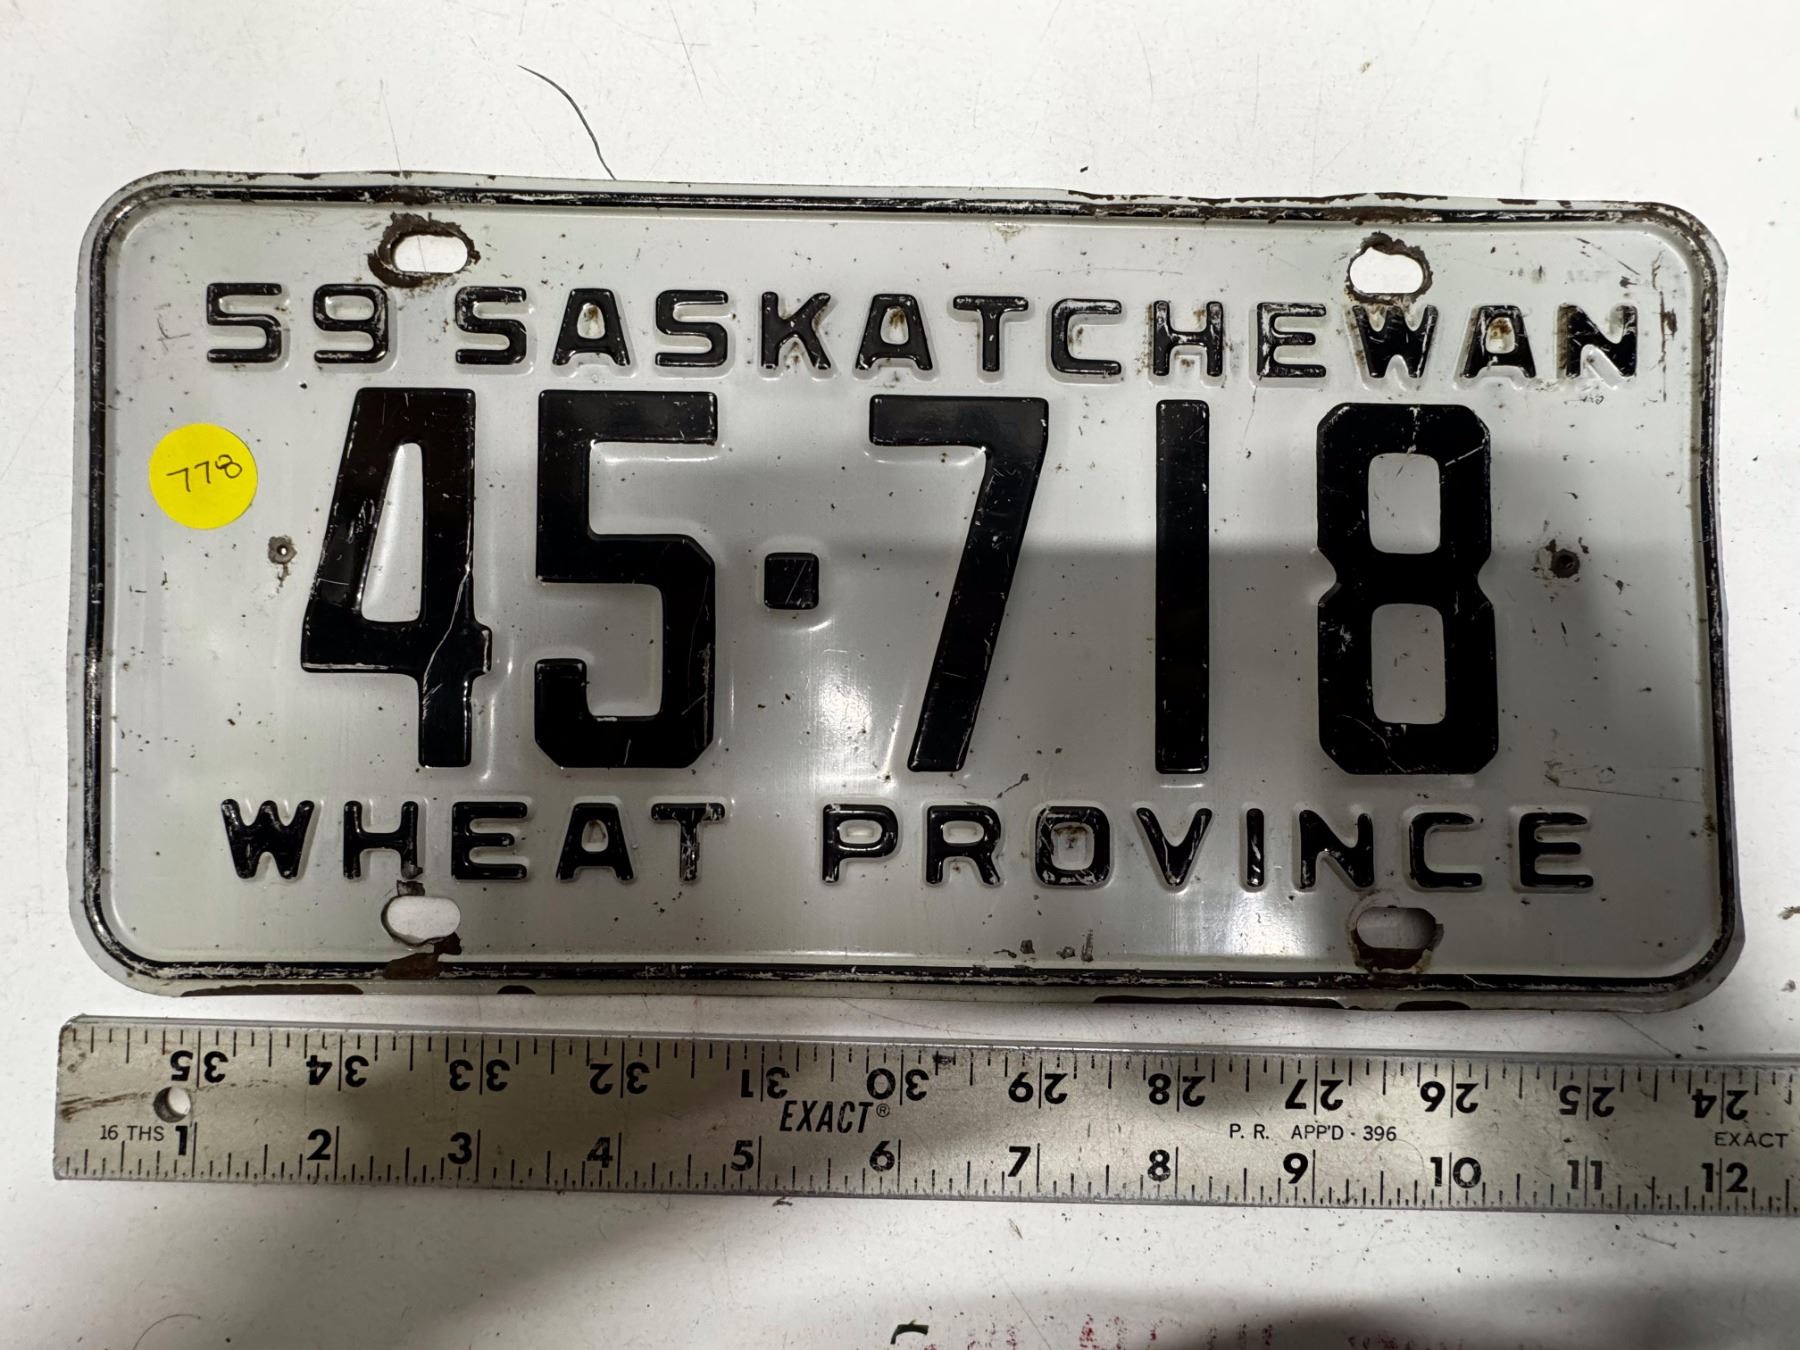 59 SASKATCHEWAN
778
45·718
WHEAT PROVINCE
35 34 33 32 31 30 29 28 27 26 25 24
EXACT®
16 THS
P. R. APP'D - 396
EXACT
1 2 3 4 5 6 7 8 9 10 11 12